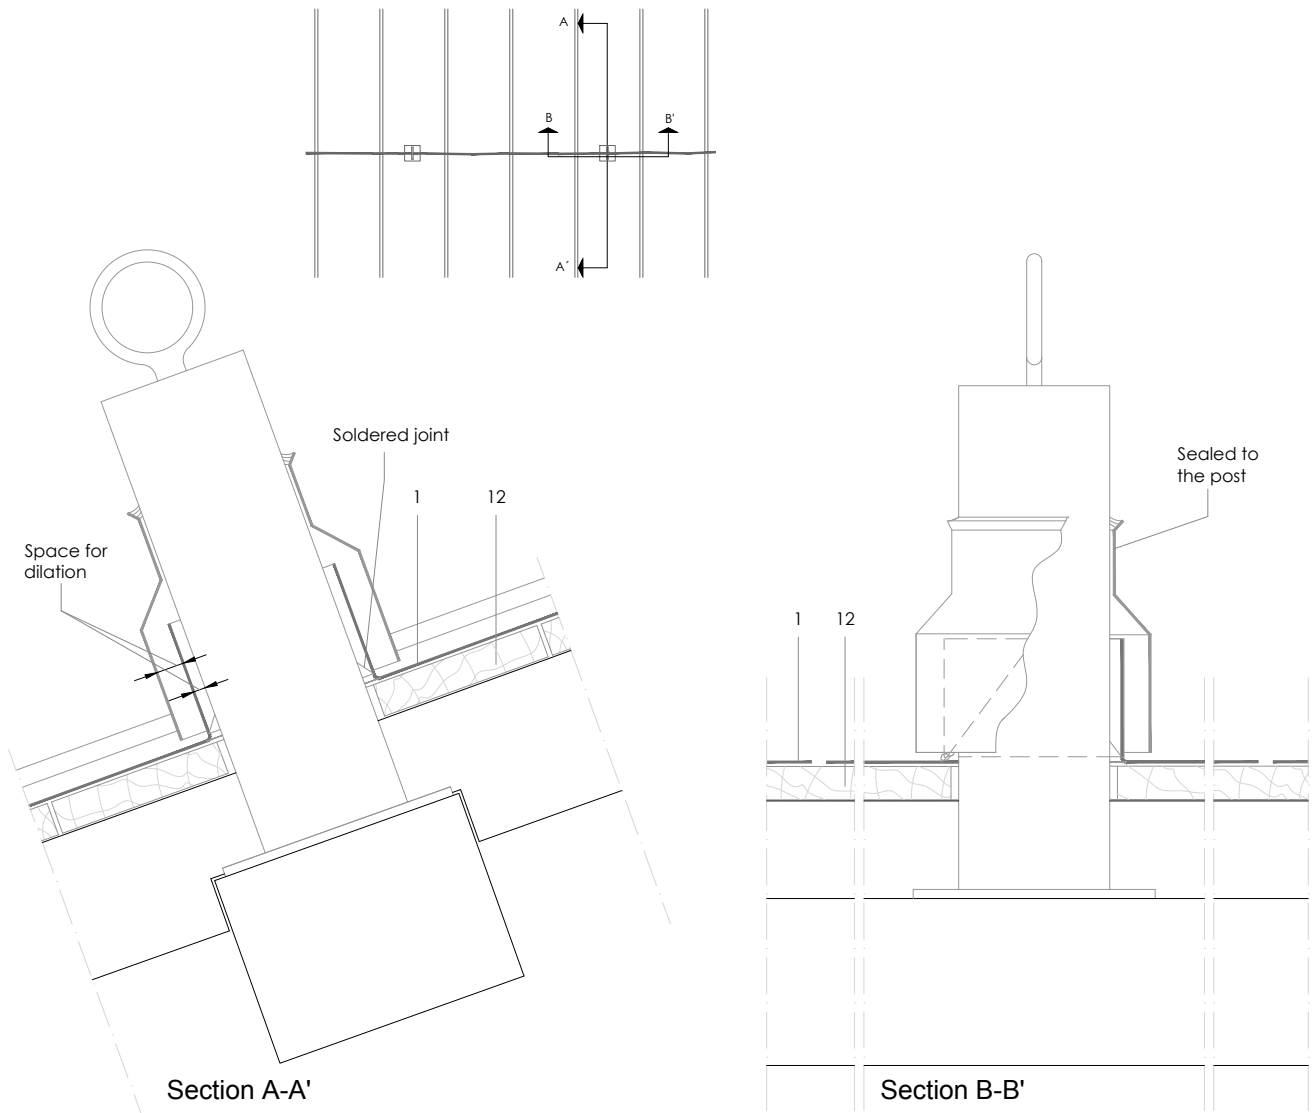 A
B
B'
A´
Soldered joint
1
12
Space for
dilation
Sealed to
the post
1
12
Section A-A'
Section B-B'